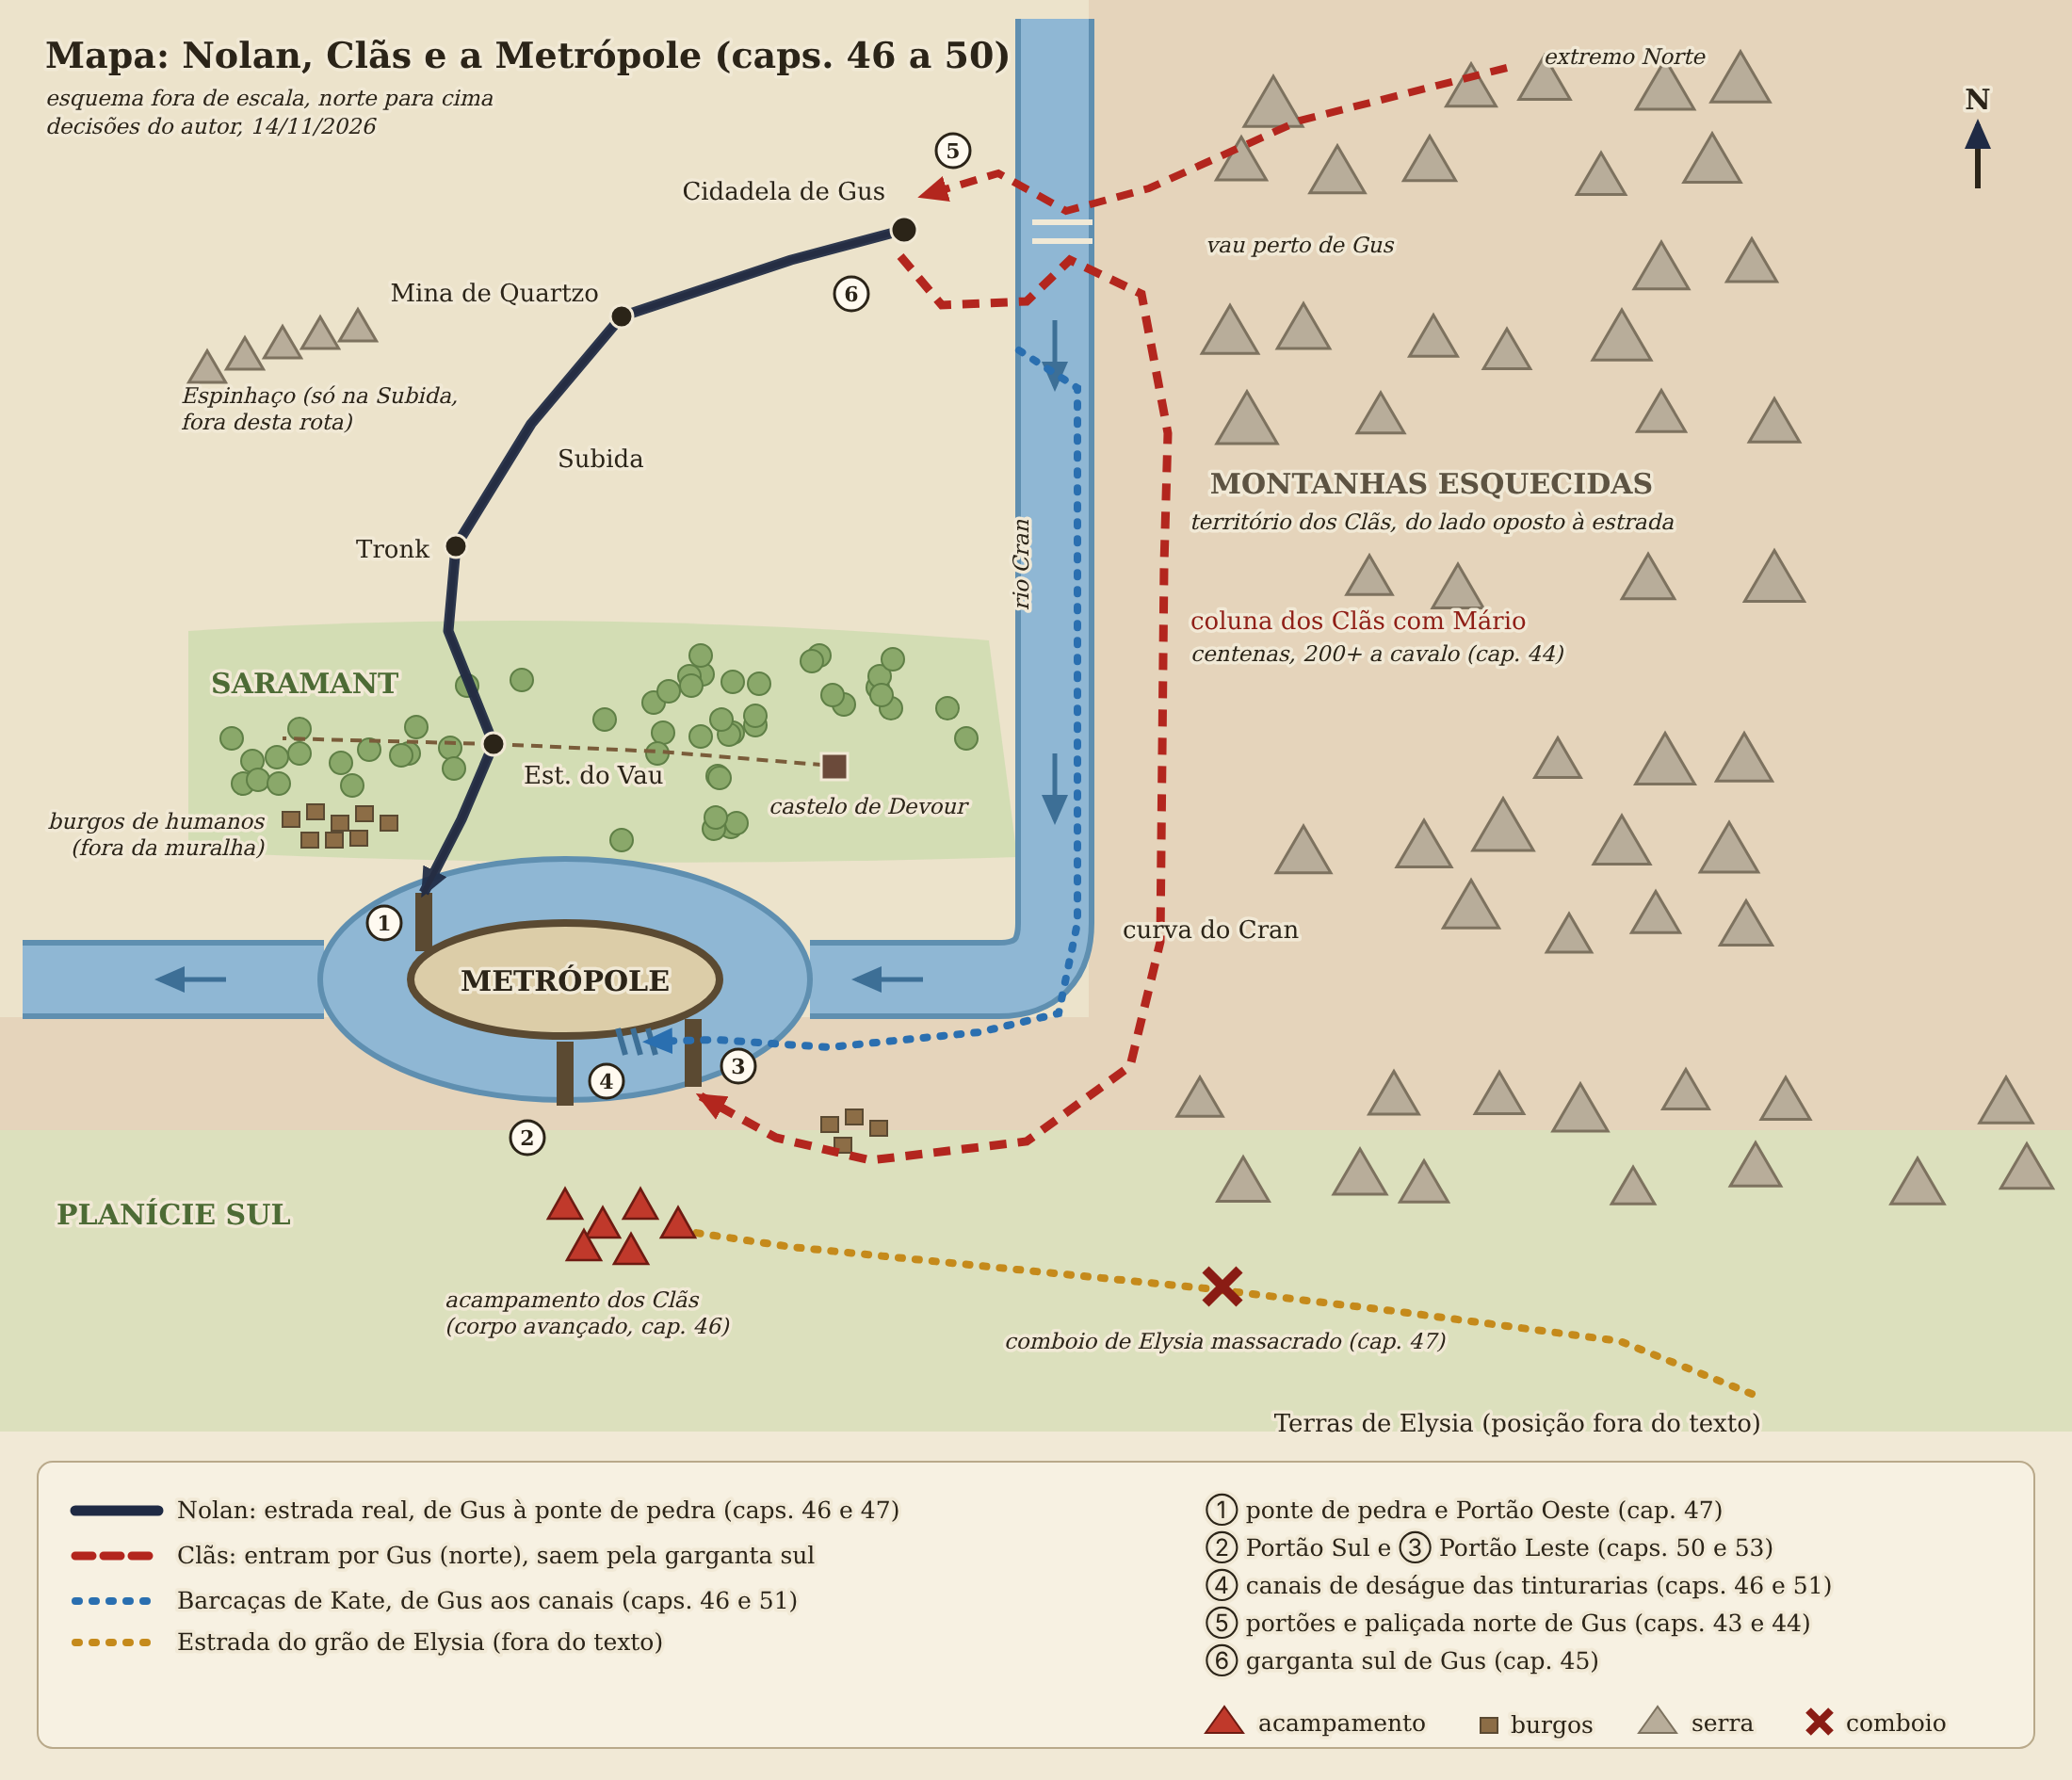 Mapa: Nolan, Clãs e a Metrópole (caps. 46 a 50)
esquema fora de escala, norte para cima
decisões do autor, 14/11/2026
extremo Norte
N
5
Cidadela de Gus
vau perto de Gus
Mina de Quartzo
6
Espinhaço (só na Subida,
fora desta rota)
Subida
MONTANHAS ESQUECIDAS
território dos Clãs, do lado oposto à estrada
Tronk
rio Cran
coluna dos Clãs com Mário
centenas, 200+ a cavalo (cap. 44)
SARAMANT
Est. do Vau
castelo de Devour
burgos de humanos
(fora da muralha)
1
curva do Cran
METRÓPOLE
3
4
2
PLANÍCIE SUL
acampamento dos Clãs
(corpo avançado, cap. 46)
comboio de Elysia massacrado (cap. 47)
Terras de Elysia (posição fora do texto)
Nolan: estrada real, de Gus à ponte de pedra (caps. 46 e 47)
Clãs: entram por Gus (norte), saem pela garganta sul
Barcaças de Kate, de Gus aos canais (caps. 46 e 51)
Estrada do grão de Elysia (fora do texto)
① ponte de pedra e Portão Oeste (cap. 47)
② Portão Sul e ③ Portão Leste (caps. 50 e 53)
④ canais de deságue das tinturarias (caps. 46 e 51)
⑤ portões e paliçada norte de Gus (caps. 43 e 44)
⑥ garganta sul de Gus (cap. 45)
acampamento
burgos
serra
comboio